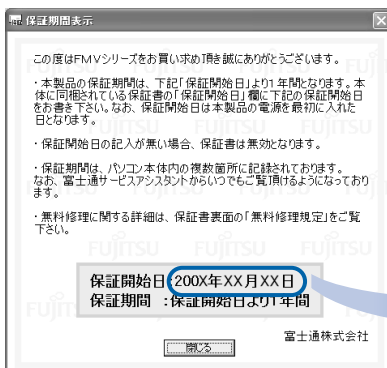 保証期間表示
この度はFMVシリーズをお買い求め頂き誠にありがとうございます。
・本製品の保証期間は、下記「保証開始日」より1年間となります。本
体に同梱されている保証書の「保証開始日」欄に下記の保証開始日
をお書き下さい。なお、保証開始日は本製品の電源を最初に入れた
日となります。
・保証開始日の記入が無い場合、保証書は無効となります。
・保証期間は、パソコン本体内の複数箇所に記録されております。
なお、富士通サービスアシスタントからいつでもご覧頂けるようになっており
ます。
・無料修理に関する詳細は、保証書裏面の「無料修理規定」をご覧
下さい。
保証開始日:200X年XX月XX日
保証期間 :保証開始日より1年間
富士通株式会社
閉じる
FUJITSU FUJITSU FUJITSU